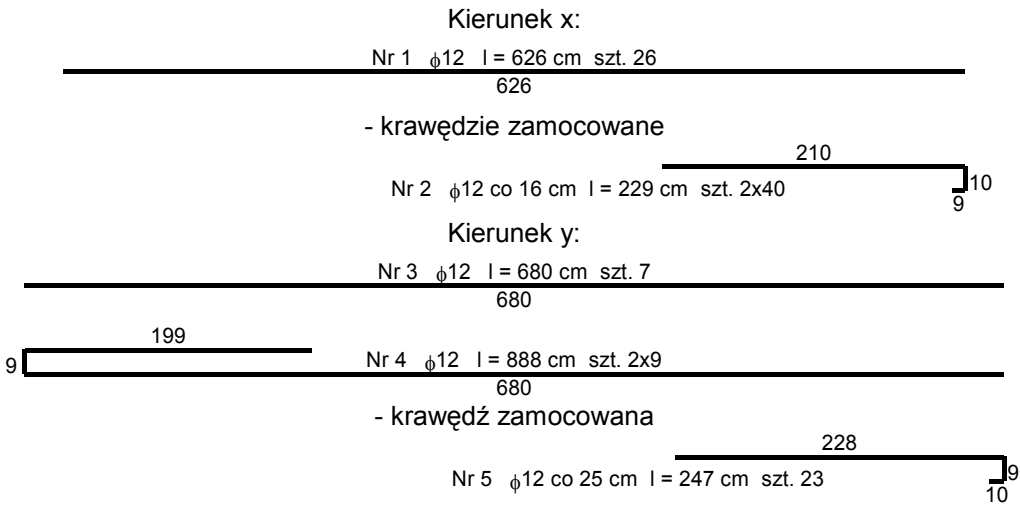 Kierunek x:
Nr 1 ϕ12 l = 626 cm szt. 26
626
- krawędzie zamocowane
210
Nr 2 ϕ12 co 16 cm l = 229 cm szt. 2x40
10
9
Kierunek y:
Nr 3 ϕ12 l = 680 cm szt. 7
680
199
9
Nr 4 ϕ12 l = 888 cm szt. 2x9
680
- krawędź zamocowana
228
Nr 5 ϕ12 co 25 cm l = 247 cm szt. 23
9
10